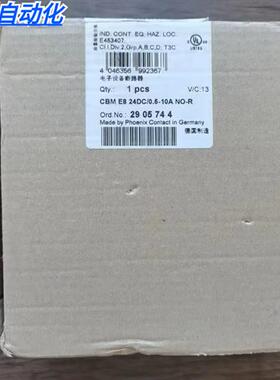 自动化
IND. CONT. EQ. HAZ. LOC.
E463407,
Cl.I,Div.2,Grp.A,B,C,D, T3C
LISTED
4 046356 992367
电子设备断路器
Qty.: 1 pcs V/C:13
CBM E8 24DC/0.5-10A NO-R
Ord.No.: 29 05 74 4
Made by Phoenix Contact in Germany
德国制造